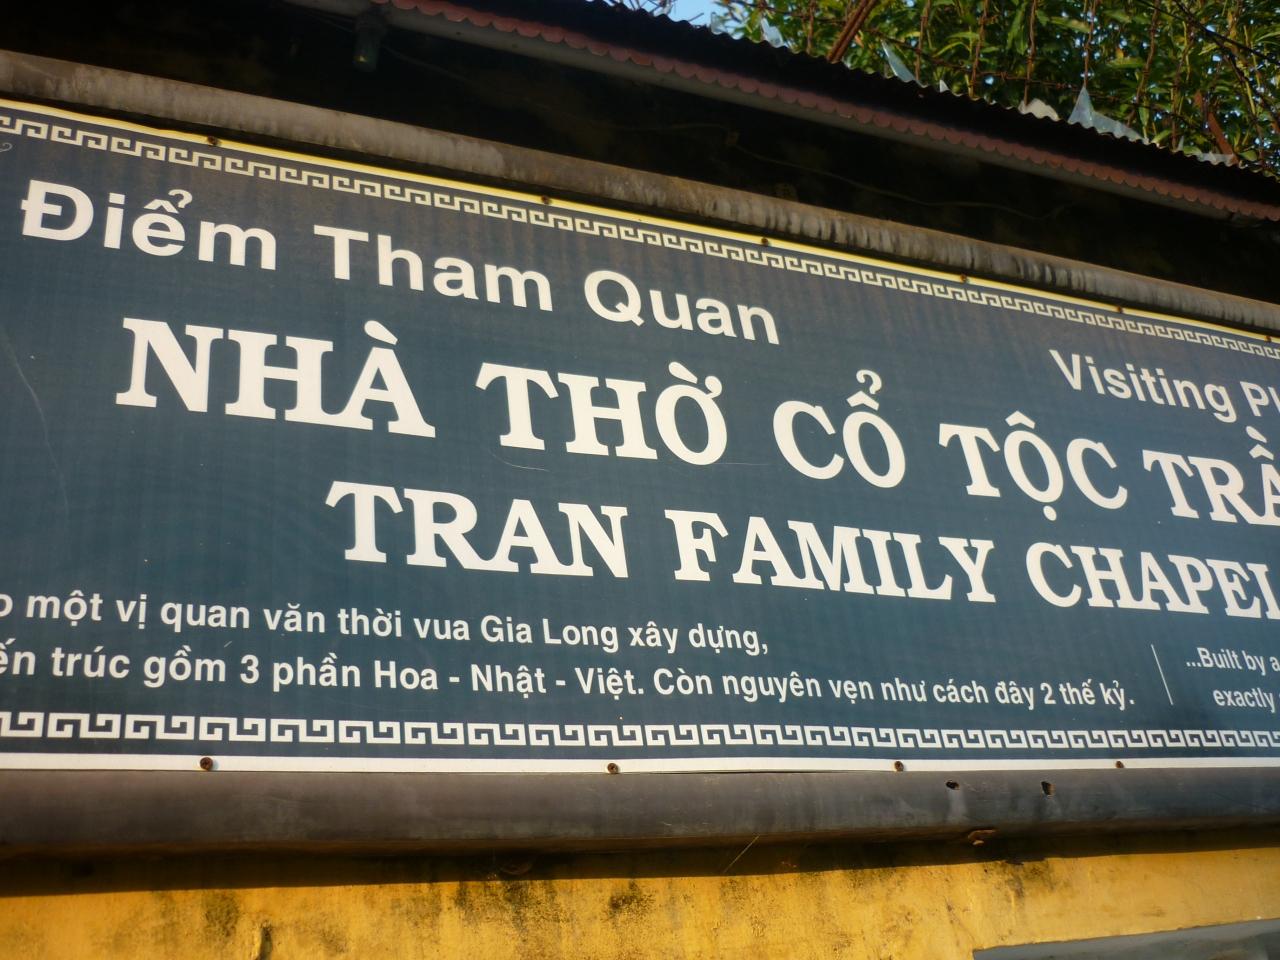 Điểm Tham Quan
Visiting
NHÀ THỜ CỔ TỘC TRẦ
TRAN FAMILY CHAPEL
một vị quan văn thời vua Gia Long xây dựng,
trúc gồm 3 phần Hoa - Nhật - Việt. Còn nguyên vẹn như cách đây 2 thế kỷ.
...Built by a
exactly